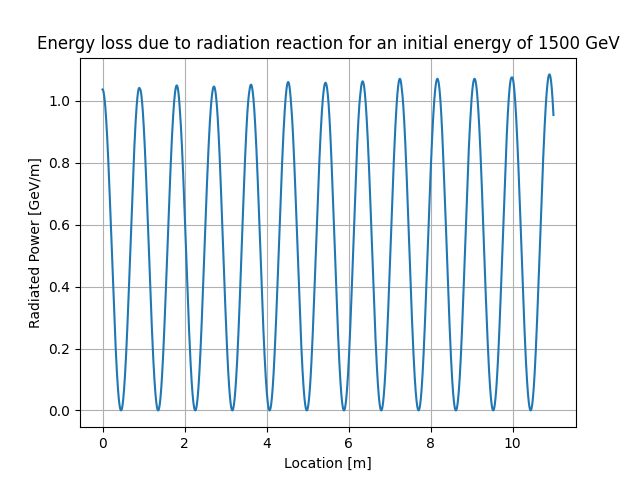 Energy loss due to radiation reaction for an initial energy of 1500 GeV
Radiated Power [GeV/m]
1.0
0.8
0.6
0.4
0.2
0.0
0 2 4 6 8 10
Location [m]